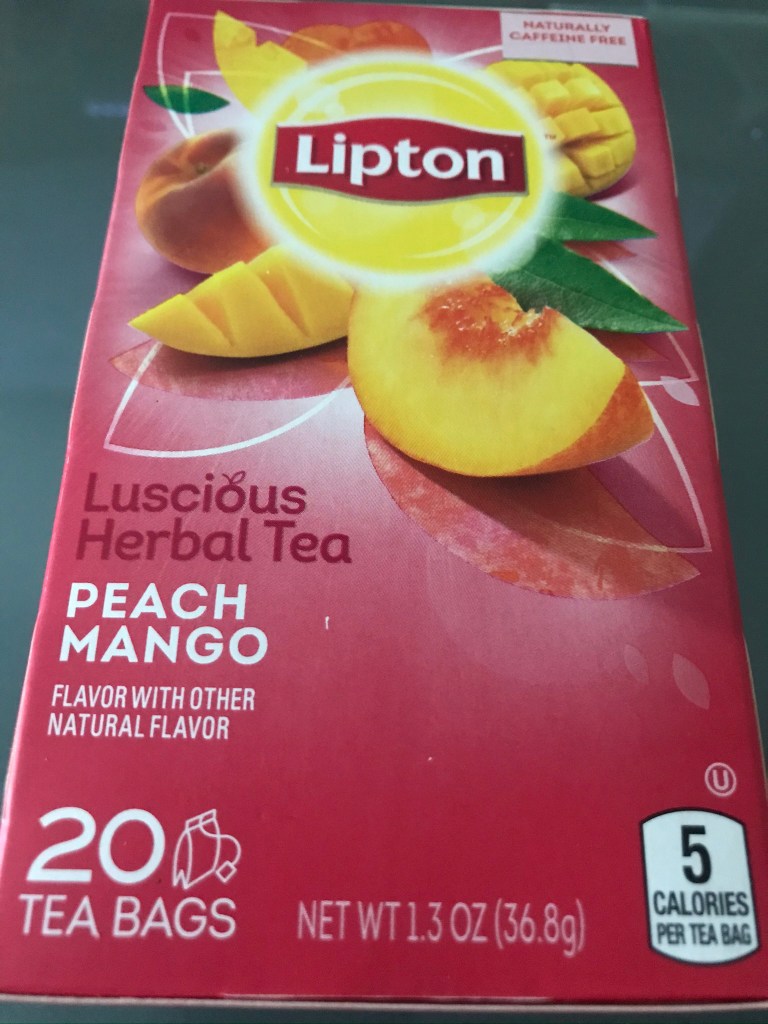 NATURALLY
CAFFEINE FREE
Lipton
TM
Luscious
Herbal Tea
PEACH
MANGO
FLAVOR WITH OTHER
NATURAL FLAVOR
U
20
TEA BAGS
NET WT 1.3 OZ (36.8g)
5
CALORIES
PER TEA BAG